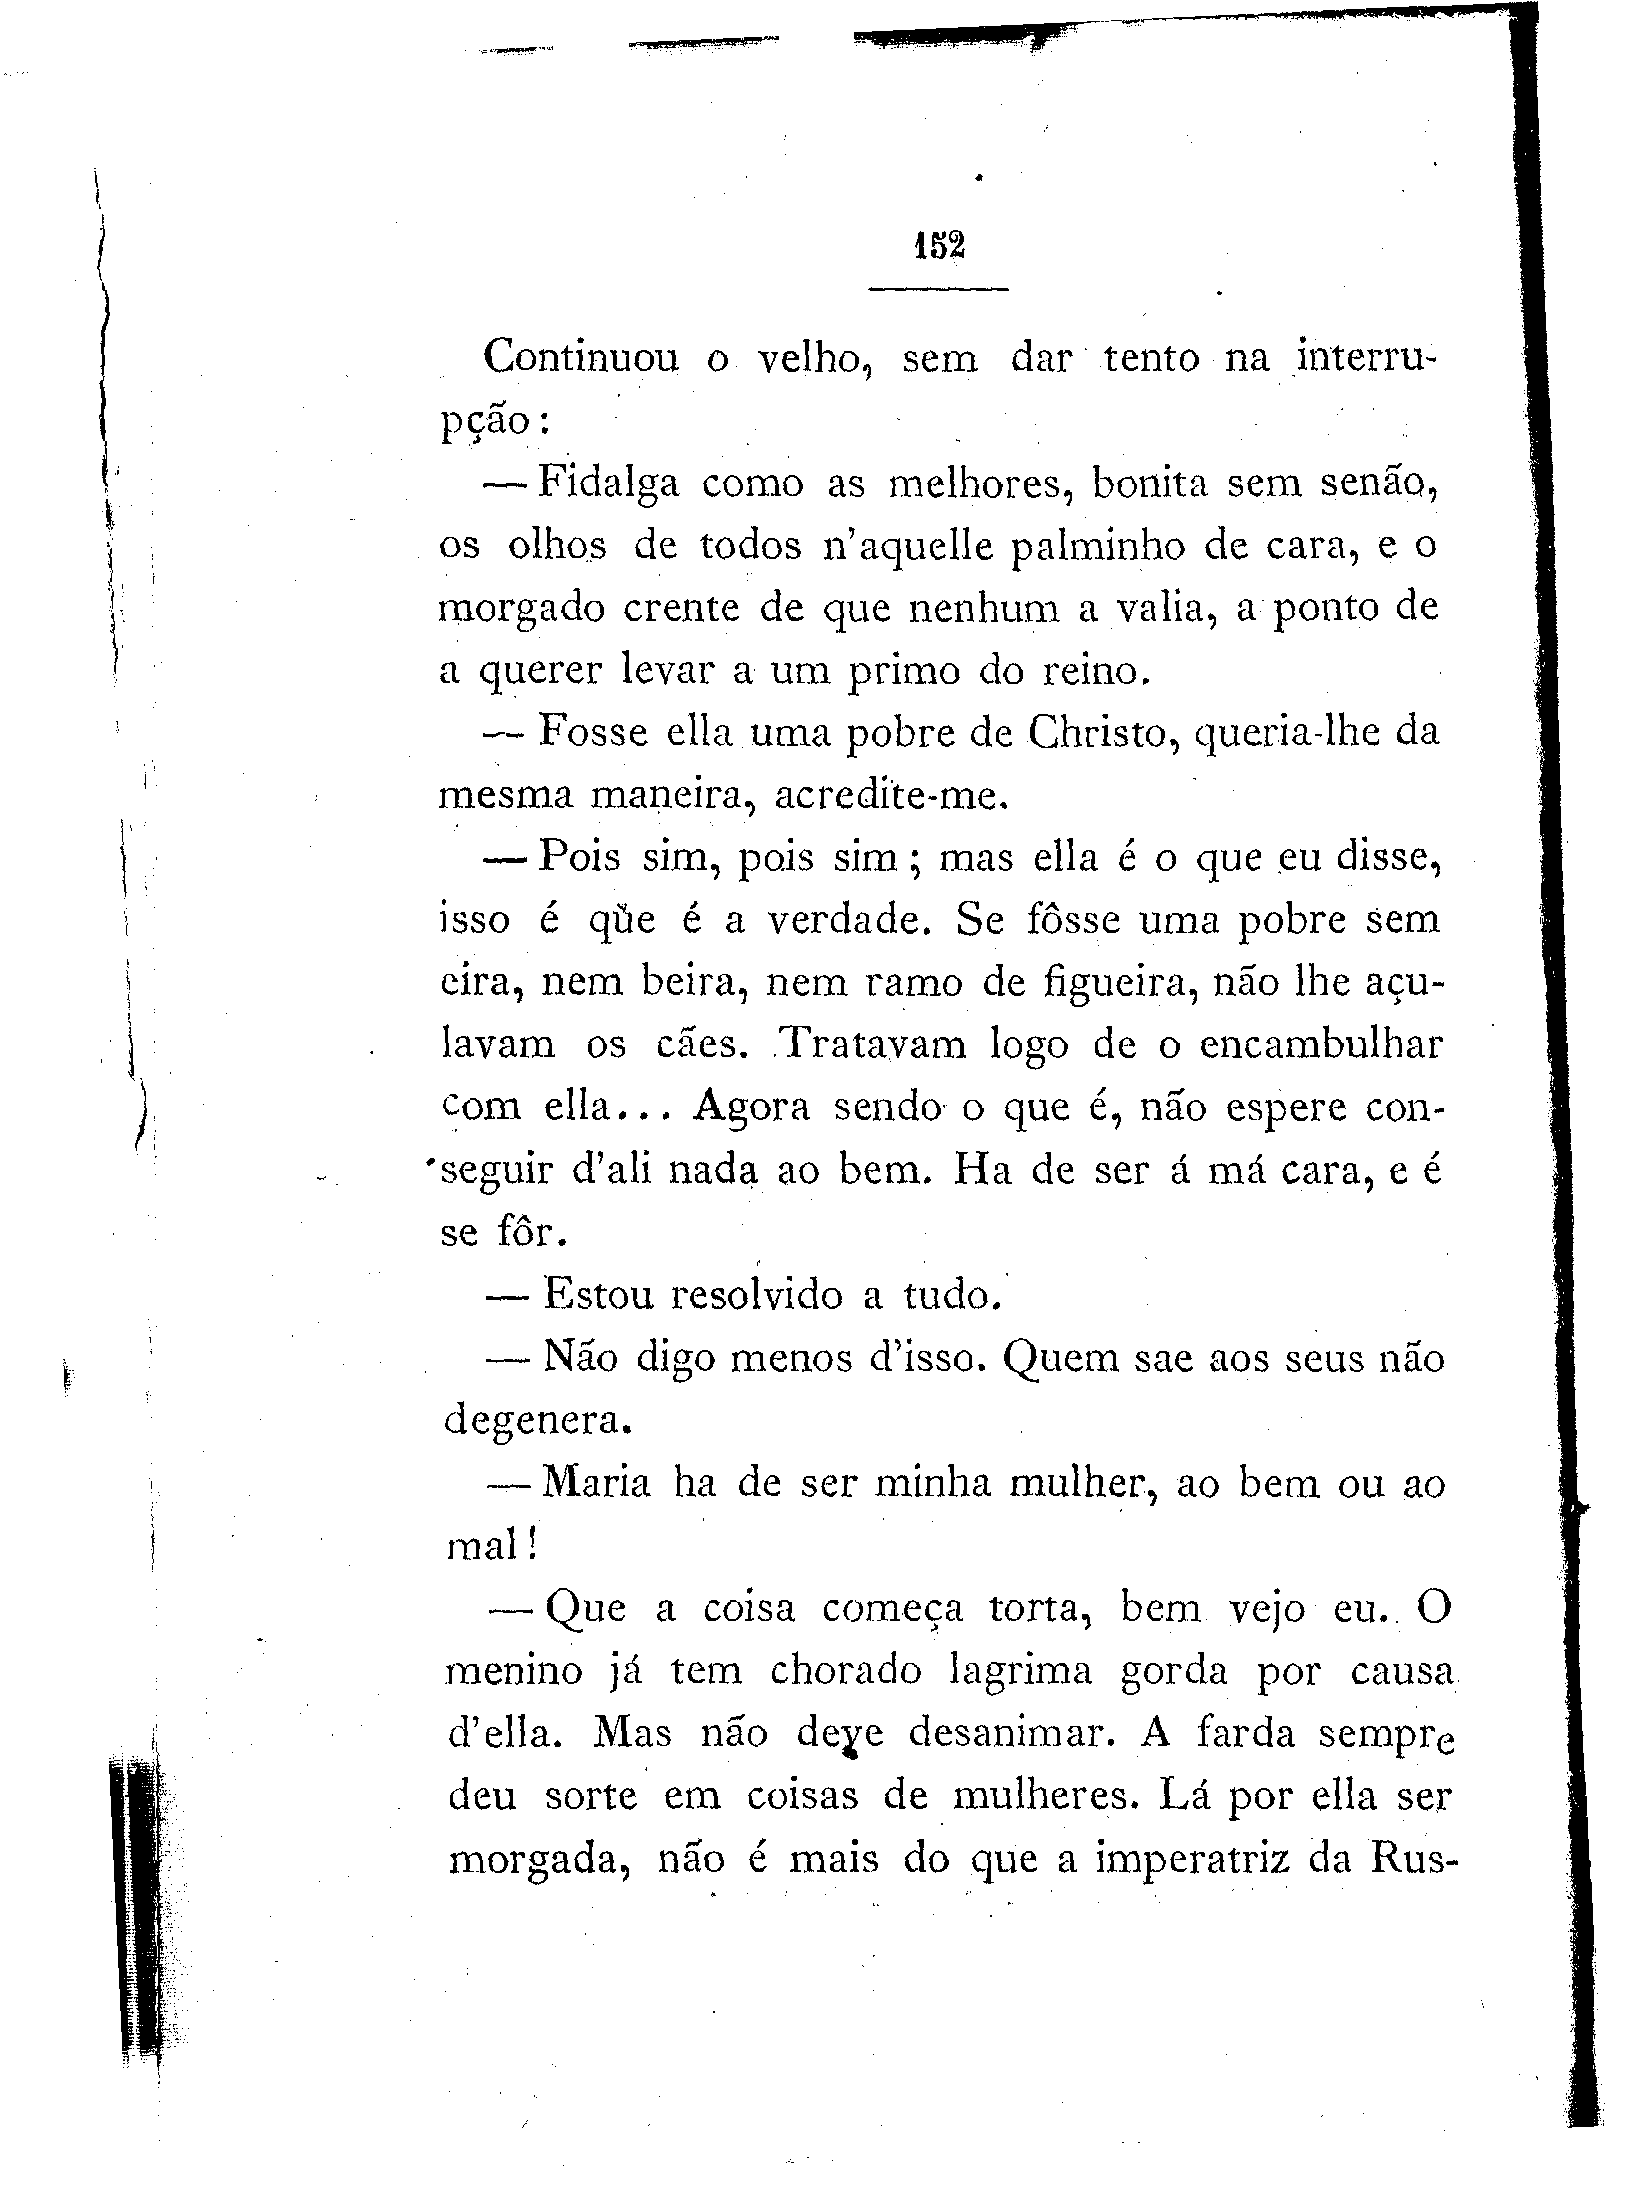 152
Continuou o velho, sem dar tento na interru-
pção:
— Fidalga como as melhores, bonita sem senão,
os olhos de todos n'aquelle palminho de cara, e o
morgado crente de que nenhum a valia, a ponto de
a querer levar a um primo do reino.
— Fosse ella uma pobre de Christo, queria-lhe da
mesma maneira, acredite-me.
— Pois sim, pois sim; mas ella é o que eu disse,
isso é que é a verdade. Se fôsse uma pobre sem
eira, nem beira, nem ramo de figueira, não lhe açu-
lavam os cães. Tratavam logo de o encambulhar
com ella... Agora sendo o que é, não espere con-
seguir d'ali nada ao bem. Ha de ser á má cara, e é
se fôr.
— Estou resolvido a tudo.
— Não digo menos d'isso. Quem sae aos seus não
degenera.
— Maria ha de ser minha mulher, ao bem ou ao
mal!
— Que a coisa começa torta, bem vejo eu. O
menino já tem chorado lagrima gorda por causa
d'ella. Mas não deve desanimar. A farda sempre
deu sorte em coisas de mulheres. Lá por ella ser
morgada, não é mais do que a imperatriz da Rus-